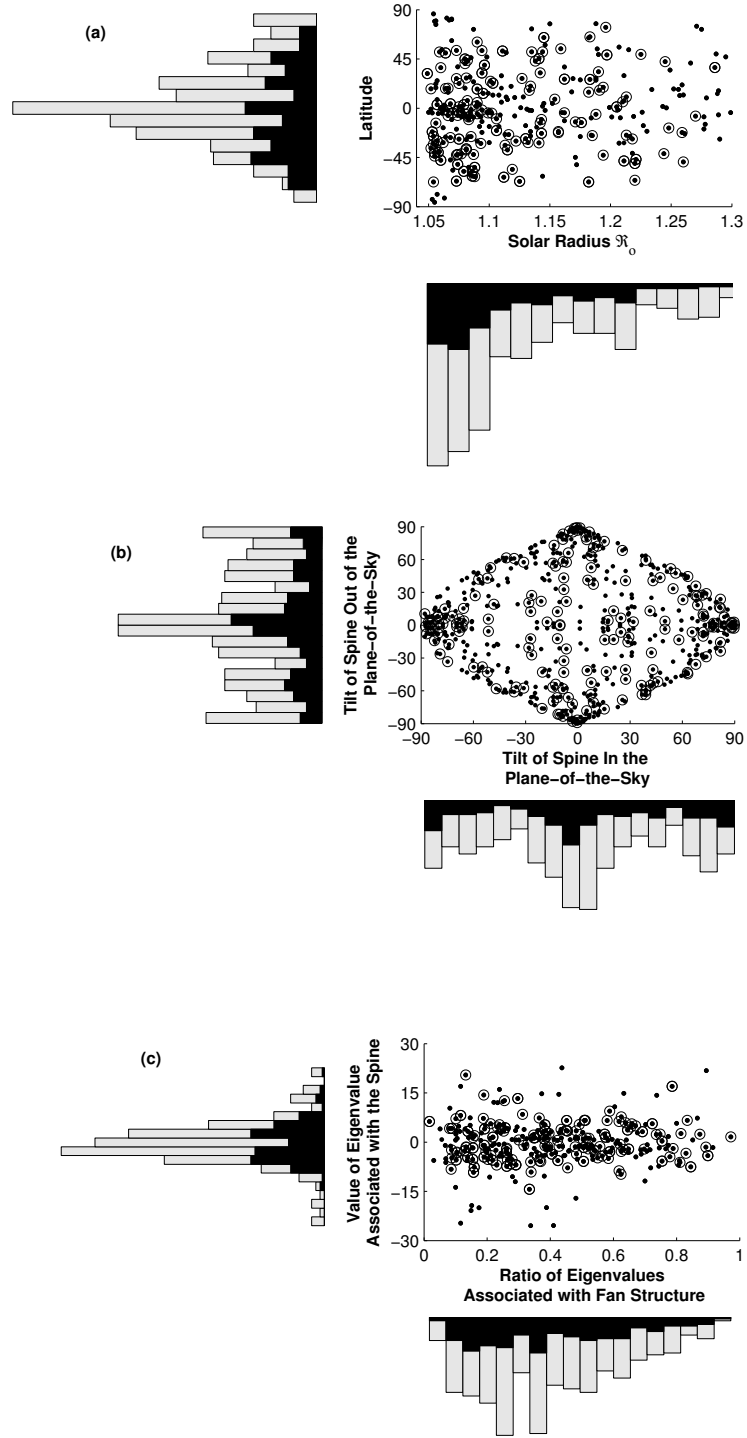 (a)
Latitude
90
45
0
−45
−90
1.05 1.1 1.15 1.2 1.25 1.3
Solar Radius ℜo
(b)
Tilt of Spine Out of the
Plane−of−the−Sky
90
60
30
0
−30
−60
−90
−90 −60 −30 0 30 60 90
Tilt of Spine In the
Plane−of−the−Sky
(c)
Value of Eigenvalue
Associated with the Spine
30
15
0
−15
−30
0 0.2 0.4 0.6 0.8 1
Ratio of Eigenvalues
Associated with Fan Structure